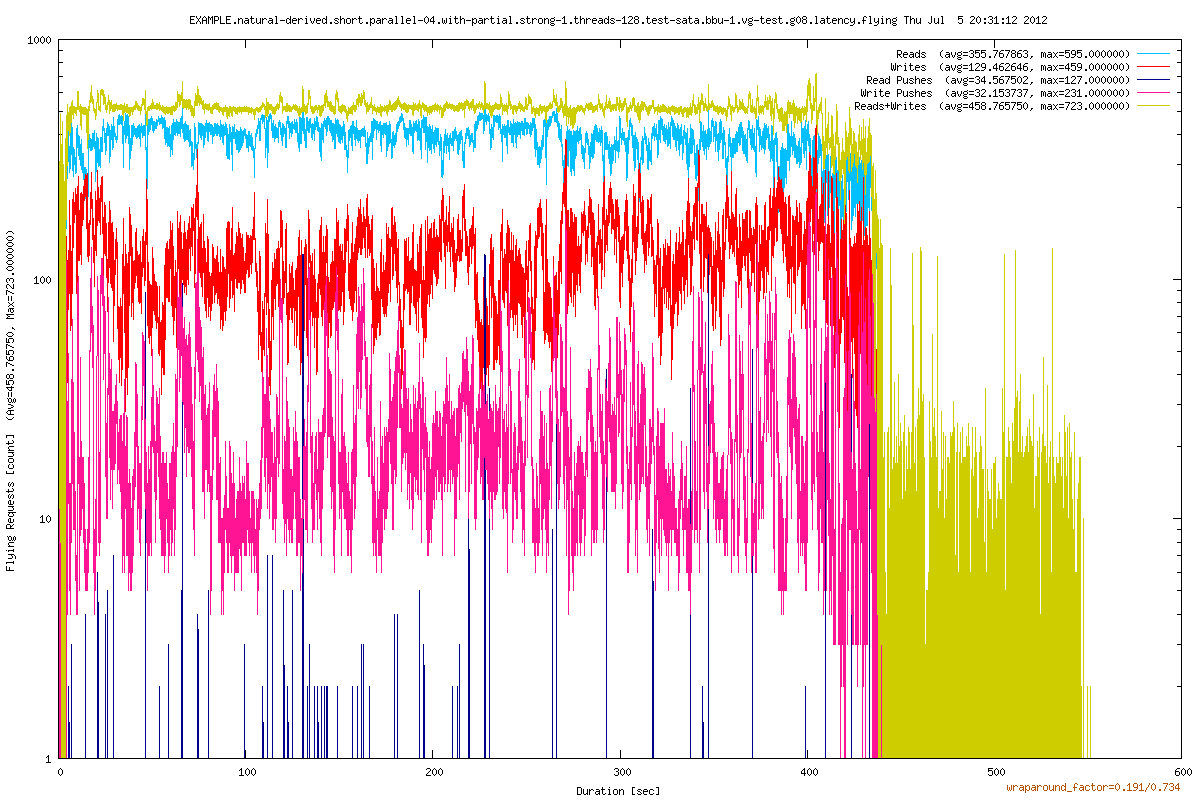 EXAMPLE.natural-derived.short.parallel-04.with-partial.strong-1.threads-128.test-sata.bbu-1.vg-test.g08.latency.flying Thu Jul  5 20:31:12 2012
Reads  (avg=355.767863, max=595.000000)
Writes  (avg=129.462646, max=459.000000)
Read Pushes  (avg=34.567502, max=127.000000)
Write Pushes  (avg=32.153737, max=231.000000)
Reads+Writes  (avg=458.765750, max=723.000000)
1000
100
10
1
Flying Requests [count]  (Avg=458.765750, Max=723.000000)
0 100 200 300 400 500 600
Duration [sec]
wraparound_factor=0.191/0.734